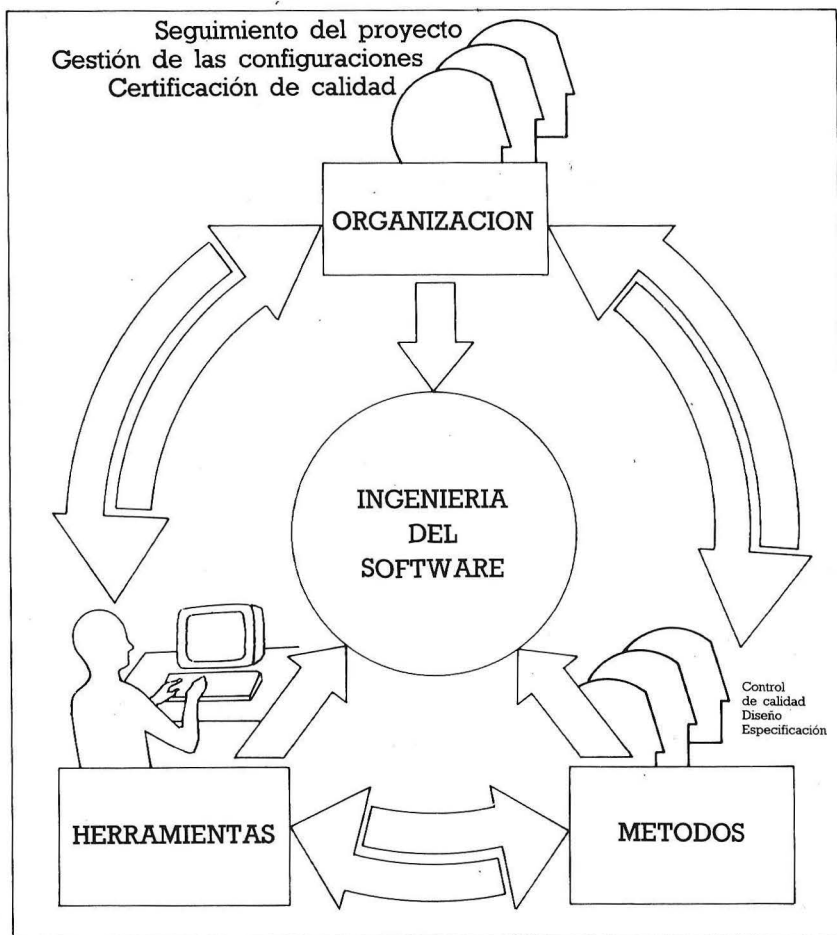 Seguimiento del proyecto
Gestión de las configuraciones
Certificación de calidad
ORGANIZACION
INGENIERIA
DEL
SOFTWARE
Control
de calidad
Diseño
Especificación
HERRAMIENTAS
METODOS